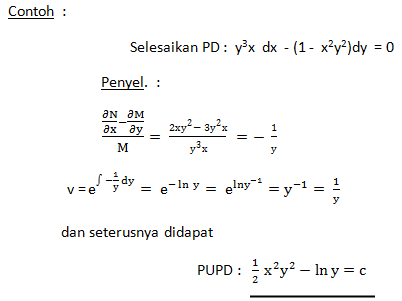 Contoh :
Selesaikan PD : y³x dx - (1 - x²y²)dy = 0
Penyel. :
(∂N/∂x − ∂M/∂y)/M = (2xy² − 3y²x)/(y³x) = − 1/y
v = e^(∫ −(1/y) dy) = e^(− ln y) = e^(ln y⁻¹) = y⁻¹ = 1/y
dan seterusnya didapat
PUPD : 1/2 x²y² − ln y = c